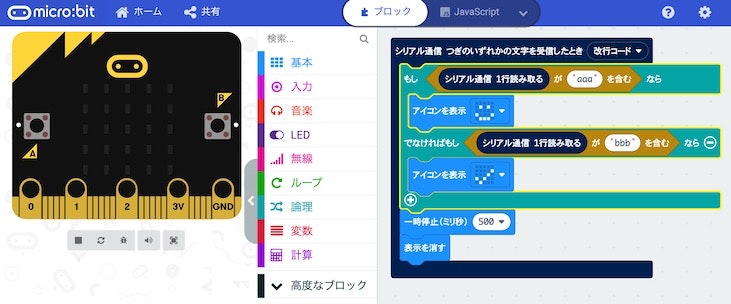 micro:bit ホーム 共有 ブロック JavaScript ?
検索...
基本
入力
音楽
LED
無線
ループ
論理
変数
計算
高度なブロック
A
B
0 1 2 3V GND
シリアル通信 つぎのいずれかの文字を受信したとき 改行コード
もし シリアル通信 1行読み取る が "aaa" を含む なら
アイコンを表示
でなければもし シリアル通信 1行読み取る が "bbb" を含む なら
アイコンを表示
一時停止(ミリ秒) 500
表示を消す